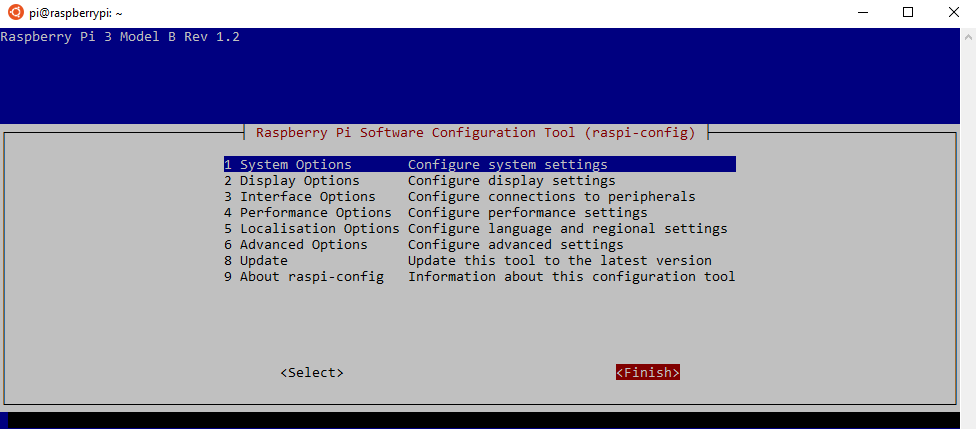 pi@raspberrypi: ~
Raspberry Pi 3 Model B Rev 1.2
Raspberry Pi Software Configuration Tool (raspi-config)
1 System Options Configure system settings
2 Display Options Configure display settings
3 Interface Options Configure connections to peripherals
4 Performance Options Configure performance settings
5 Localisation Options Configure language and regional settings
6 Advanced Options Configure advanced settings
8 Update Update this tool to the latest version
9 About raspi-config Information about this configuration tool
<Select> <Finish>